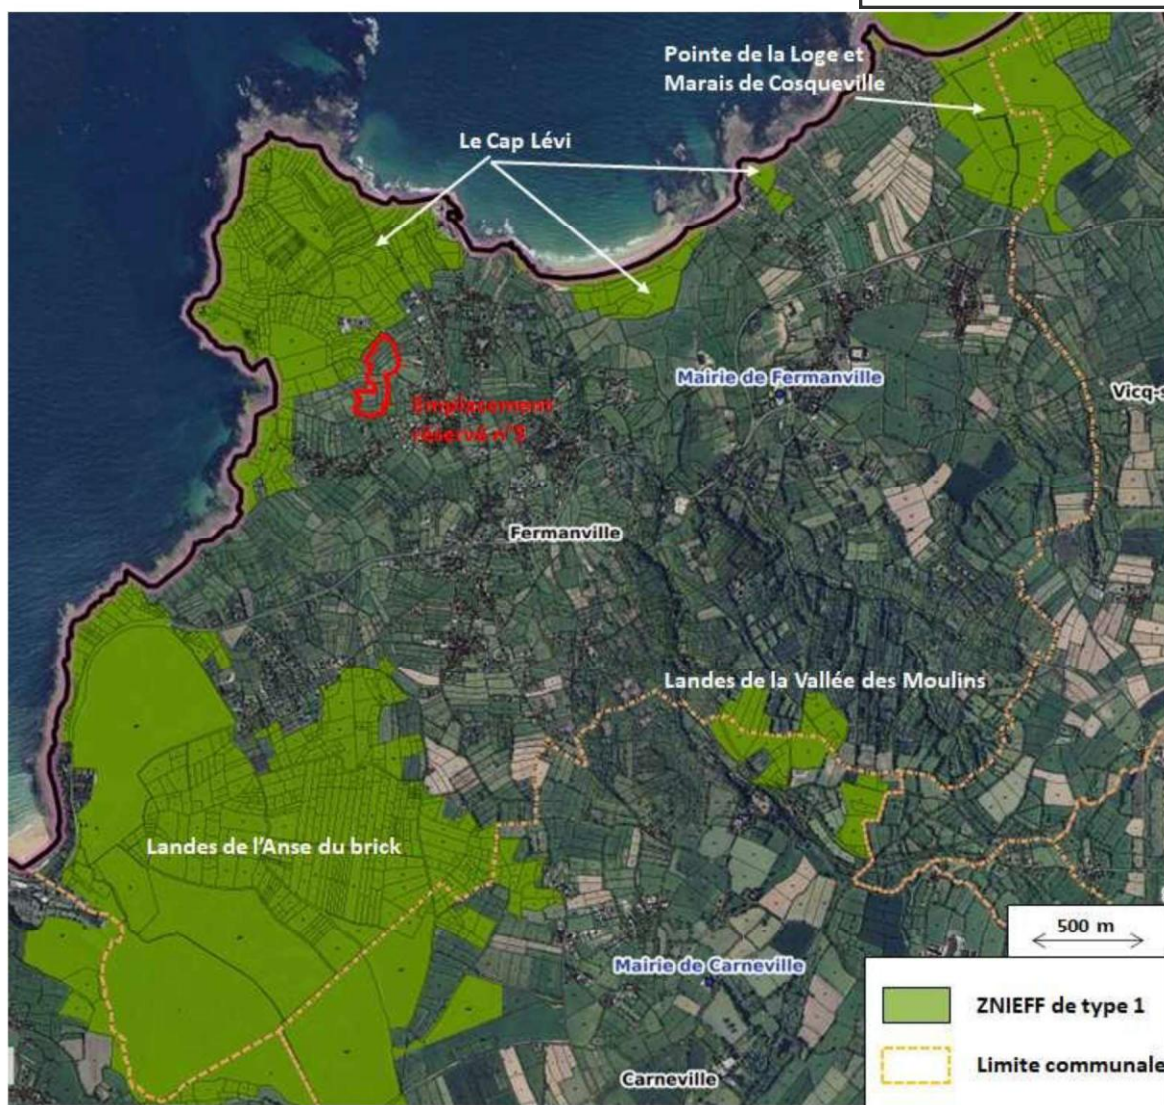 Pointe de la Loge et
Marais de Cosqueville
Le Cap Lévi
Mairie de Fermanville
Vicq-s
Emplacement
réservé n°3
Fermanville
Landes de la Vallée des Moulins
Landes de l'Anse du brick
500 m
Mairie de Carneville
ZNIEFF de type 1
Limite communale
Carneville